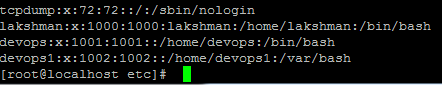 tcpdump:x:72:72::/:/sbin/nologin
lakshman:x:1000:1000:lakshman:/home/lakshman:/bin/bash
devops:x:1001:1001::/home/devops:/bin/bash
devops1:x:1002:1002::/home/devops1:/var/bash
[root@localhost etc]#